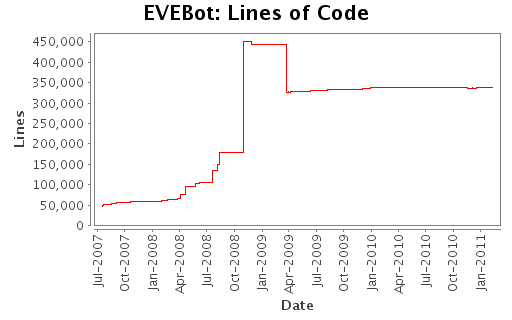 EVEBot: Lines of Code
450,000
400,000
350,000
300,000
250,000
200,000
150,000
100,000
50,000
0
Lines
Jul-2007
Oct-2007
Jan-2008
Apr-2008
Jul-2008
Oct-2008
Jan-2009
Apr-2009
Jul-2009
Oct-2009
Jan-2010
Apr-2010
Jul-2010
Oct-2010
Jan-2011
Date